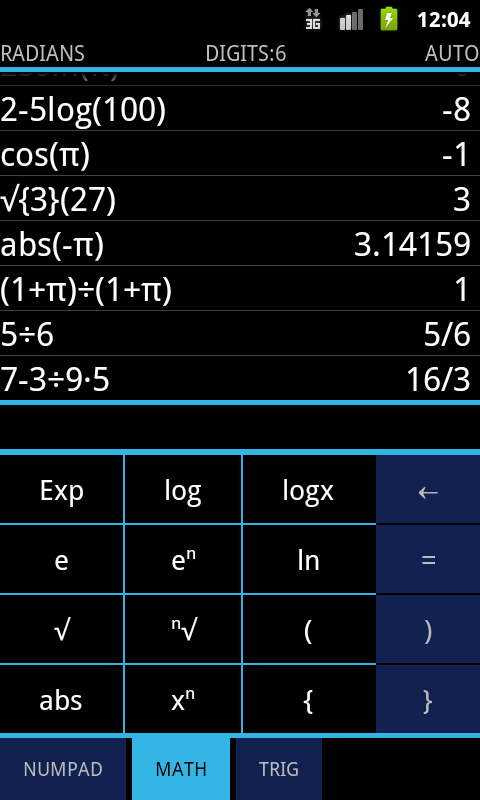 3G 12:04
RADIANS DIGITS:6 AUTO
2-5log(100) -8
cos(π) -1
√{3}(27) 3
abs(-π) 3.14159
(1+π)÷(1+π) 1
5÷6 5/6
7-3÷9·5 16/3
Exp log logx ←
e eⁿ ln =
√ ⁿ√ ( )
abs xⁿ { }
NUMPAD MATH TRIG